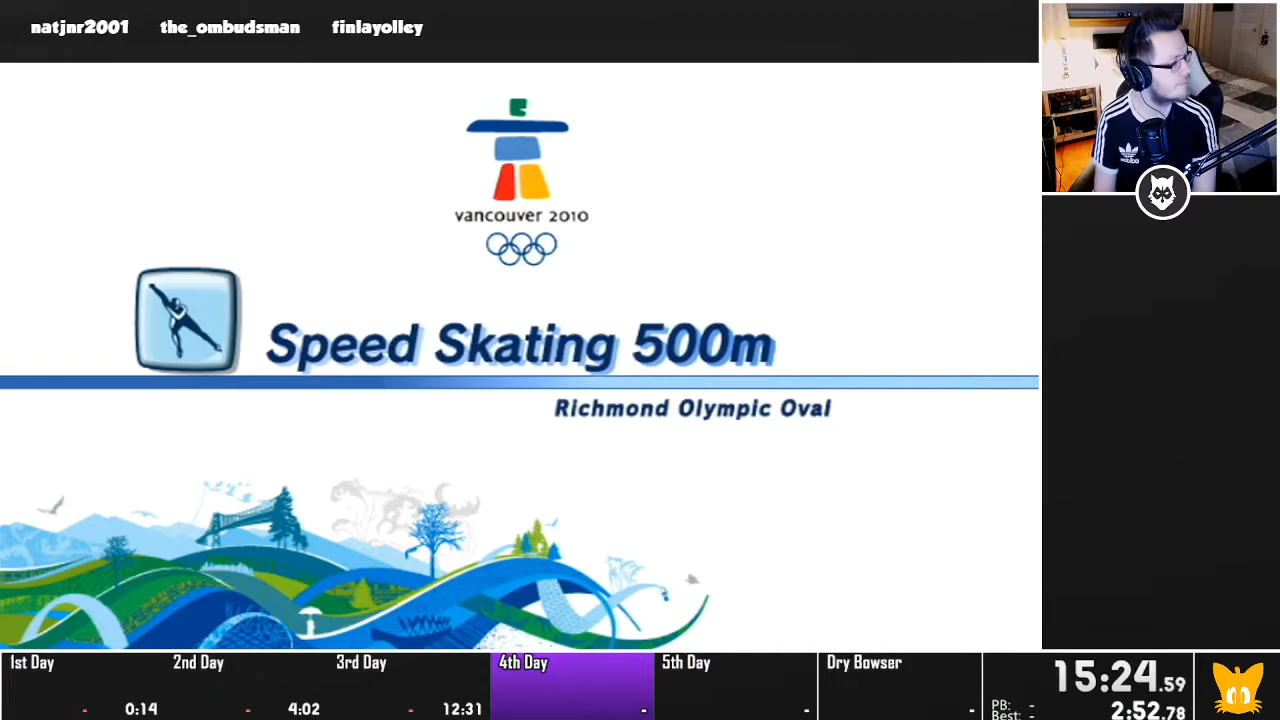 natjnr2001 the_ombudsman finlayolley
vancouver 2010
Speed Skating 500m
Richmond Olympic Oval
adidas
1st Day 2nd Day 3rd Day 4th Day 5th Day Dry Bowser
- 0:14 - 4:02 - 12:31 - - -
15:24.59
PB: -
Best: - 2:52.78